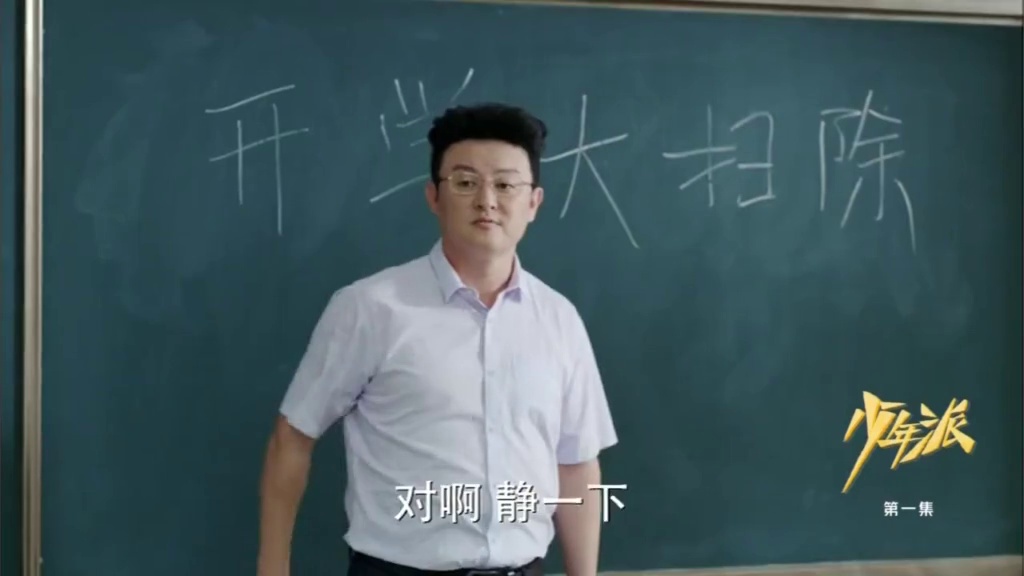 开学大扫除
少年派
第一集
对啊 静一下